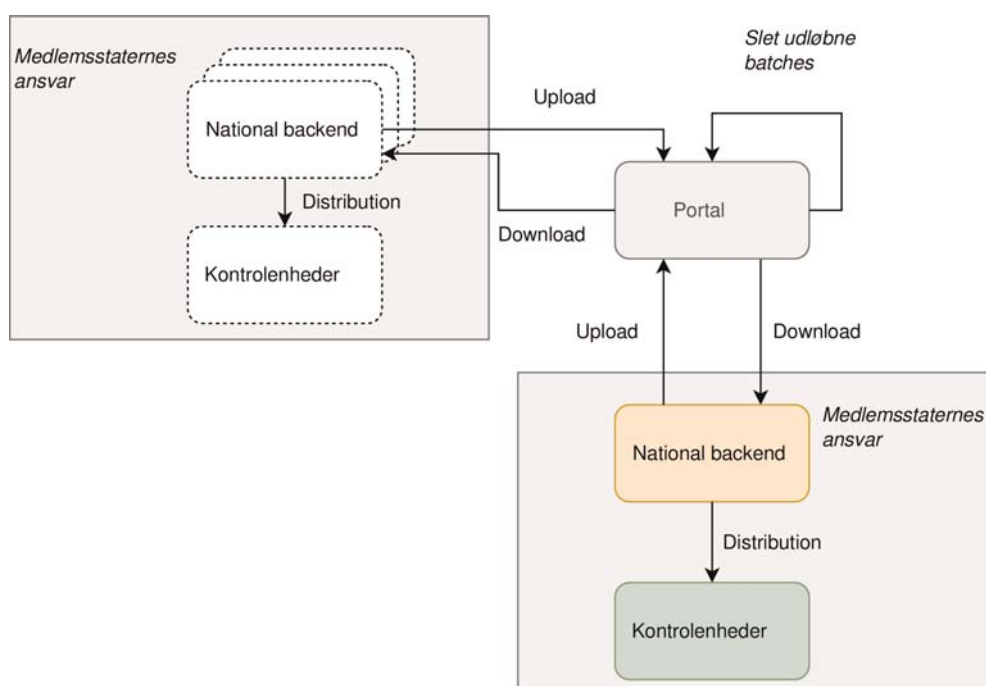 Medlemsstaternes
ansvar
National backend
Distribution
Kontrolenheder
Upload
Download
Slet udløbne
batches
Portal
Upload
Download
Medlemsstaternes
ansvar
National backend
Distribution
Kontrolenheder